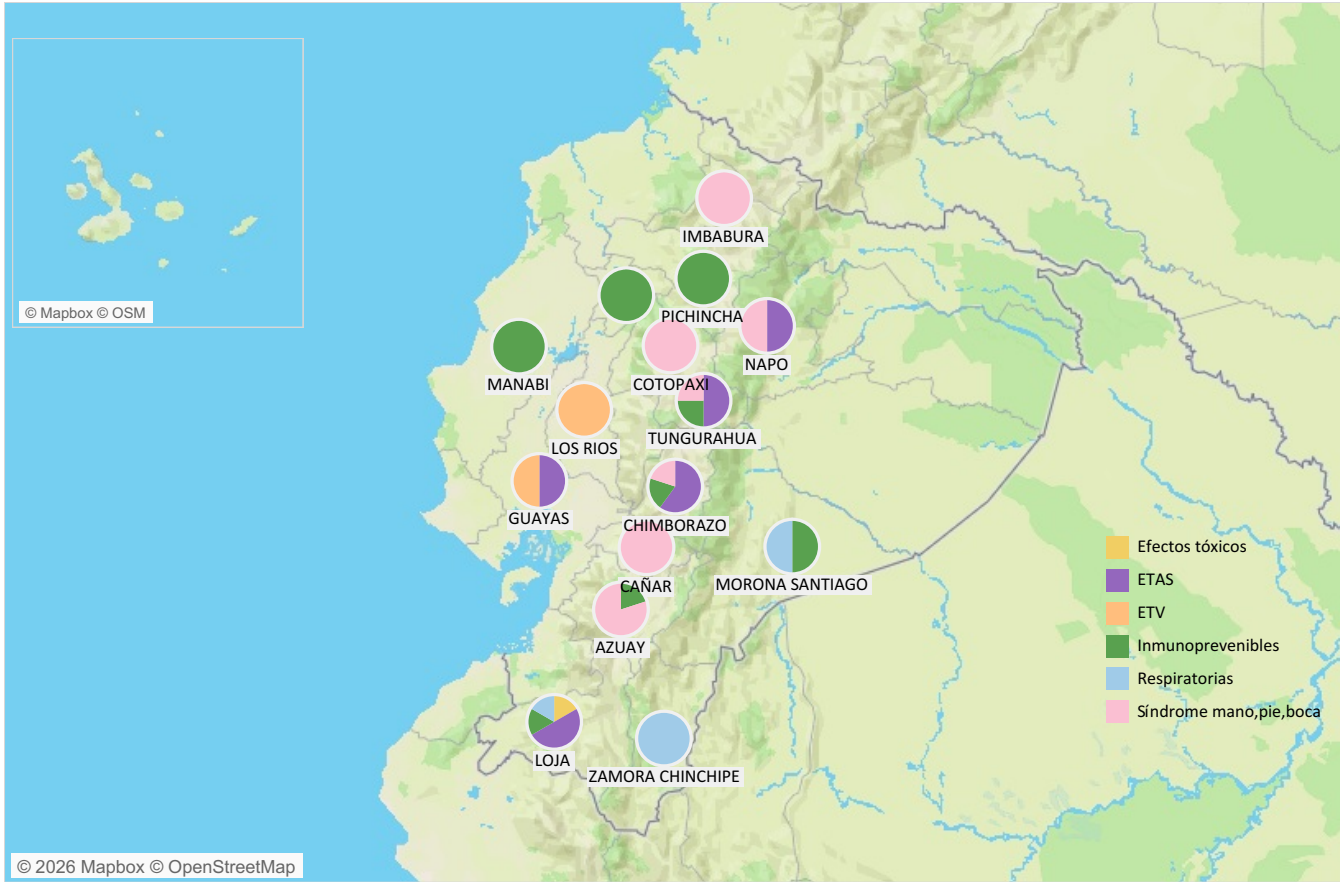 © Mapbox © OSM
IMBABURA
PICHINCHA
NAPO
MANABI
COTOPAXI
TUNGURAHUA
LOS RIOS
GUAYAS
CHIMBORAZO
CAÑAR
MORONA SANTIAGO
AZUAY
LOJA
ZAMORA CHINCHIPE
Efectos tóxicos
ETAS
ETV
Inmunoprevenibles
Respiratorias
Síndrome mano,pie,boca
© 2026 Mapbox © OpenStreetMap